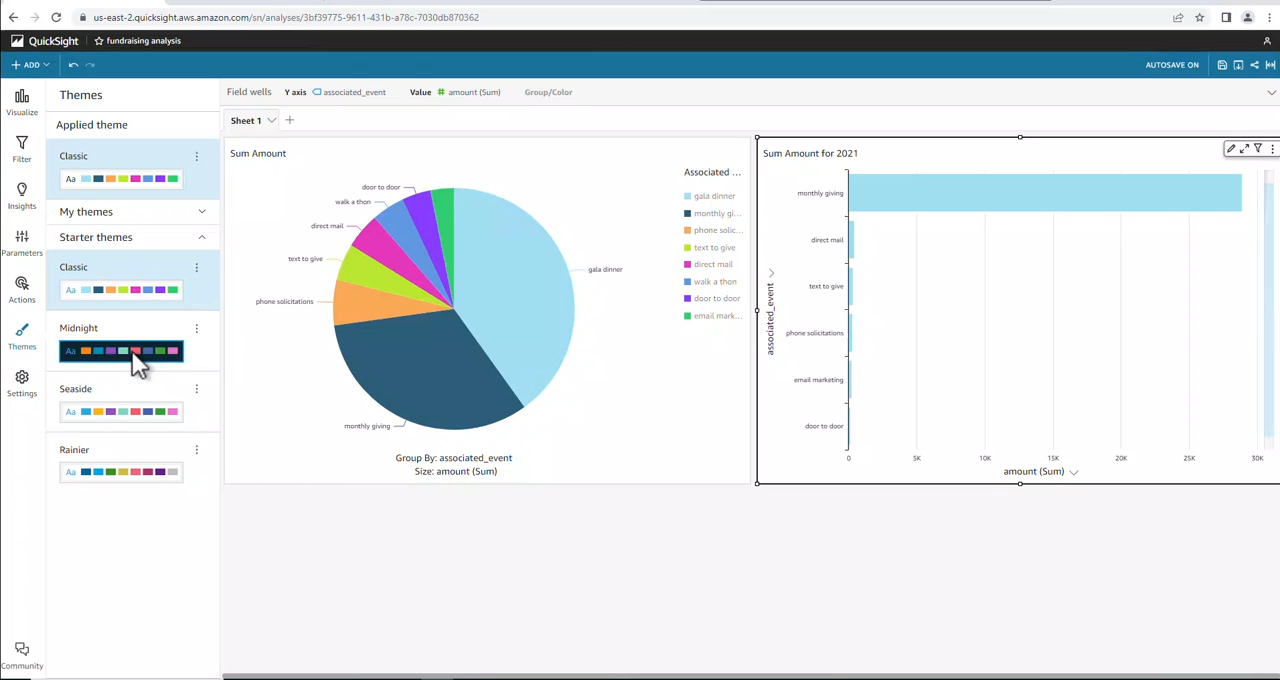 us-east-2.quicksight.aws.amazon.com/sn/analyses/3bf39775-9611-431b-a78c-7030db870362
QuickSight
fundraising analysis
ADD
AUTOSAVE ON
Visualize
Filter
Insights
Parameters
Actions
Themes
Settings
Community
Themes
Applied theme
Classic
Aa
My themes
Starter themes
Classic
Aa
Midnight
Aa
Seaside
Aa
Rainier
Aa
Field wells Y axis associated_event Value amount (Sum) Group/Color
Sheet 1
Sum Amount
door to door
walk a thon
direct mail
text to give
phone solicitations
monthly giving
gala dinner
Group By: associated_event
Size: amount (Sum)
Associated ...
gala dinner
monthly gi...
phone solic...
text to give
direct mail
walk a thon
door to door
email mark...
Sum Amount for 2021
associated_event
monthly giving
direct mail
text to give
phone solicitations
email marketing
door to door
0 5K 10K 15K 20K 25K 30K
amount (Sum)